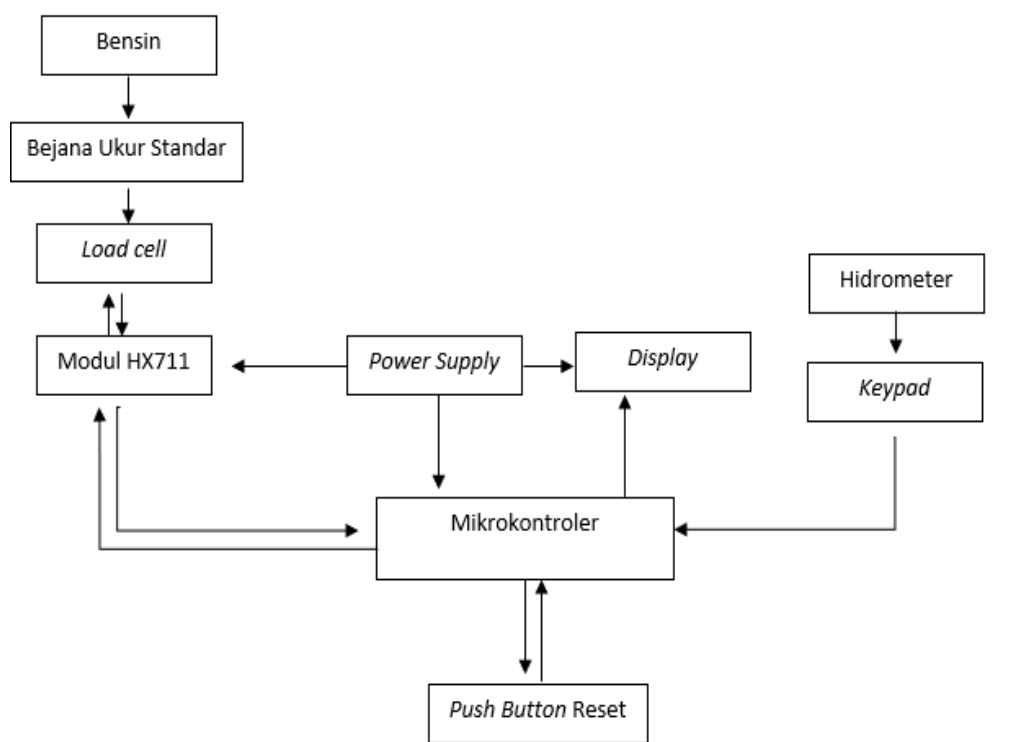 Bensin
Bejana Ukur Standar
Load cell
Hidrometer
Modul HX711
Power Supply
Display
Keypad
Mikrokontroler
Push Button Reset